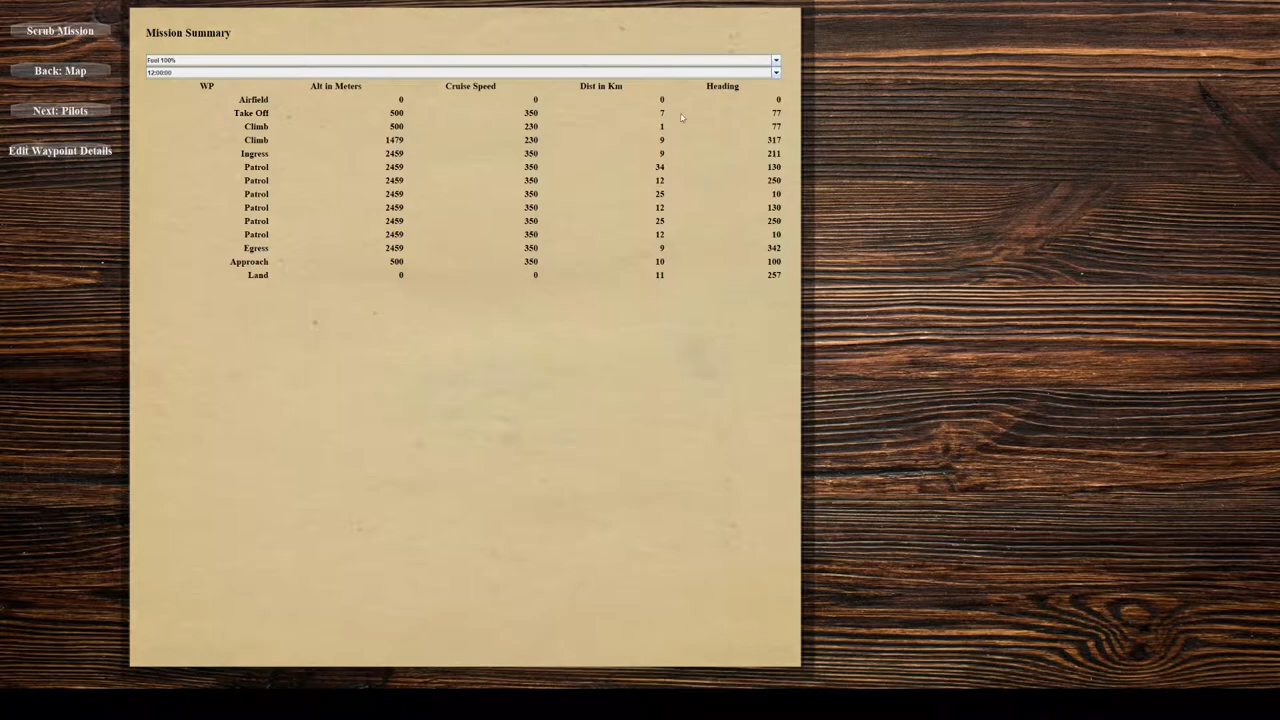 Scrub Mission
Back: Map
Next: Pilots
Edit Waypoint Details
Mission Summary
Fuel 100%
12:00:00
WP Alt in Meters Cruise Speed Dist in Km Heading
Airfield 0 0 0 0
Take Off 500 350 7 77
Climb 500 230 1 77
Climb 1479 230 9 317
Ingress 2459 350 9 211
Patrol 2459 350 34 130
Patrol 2459 350 12 250
Patrol 2459 350 25 10
Patrol 2459 350 12 130
Patrol 2459 350 25 250
Patrol 2459 350 12 10
Egress 2459 350 9 342
Approach 500 350 10 100
Land 0 0 11 257